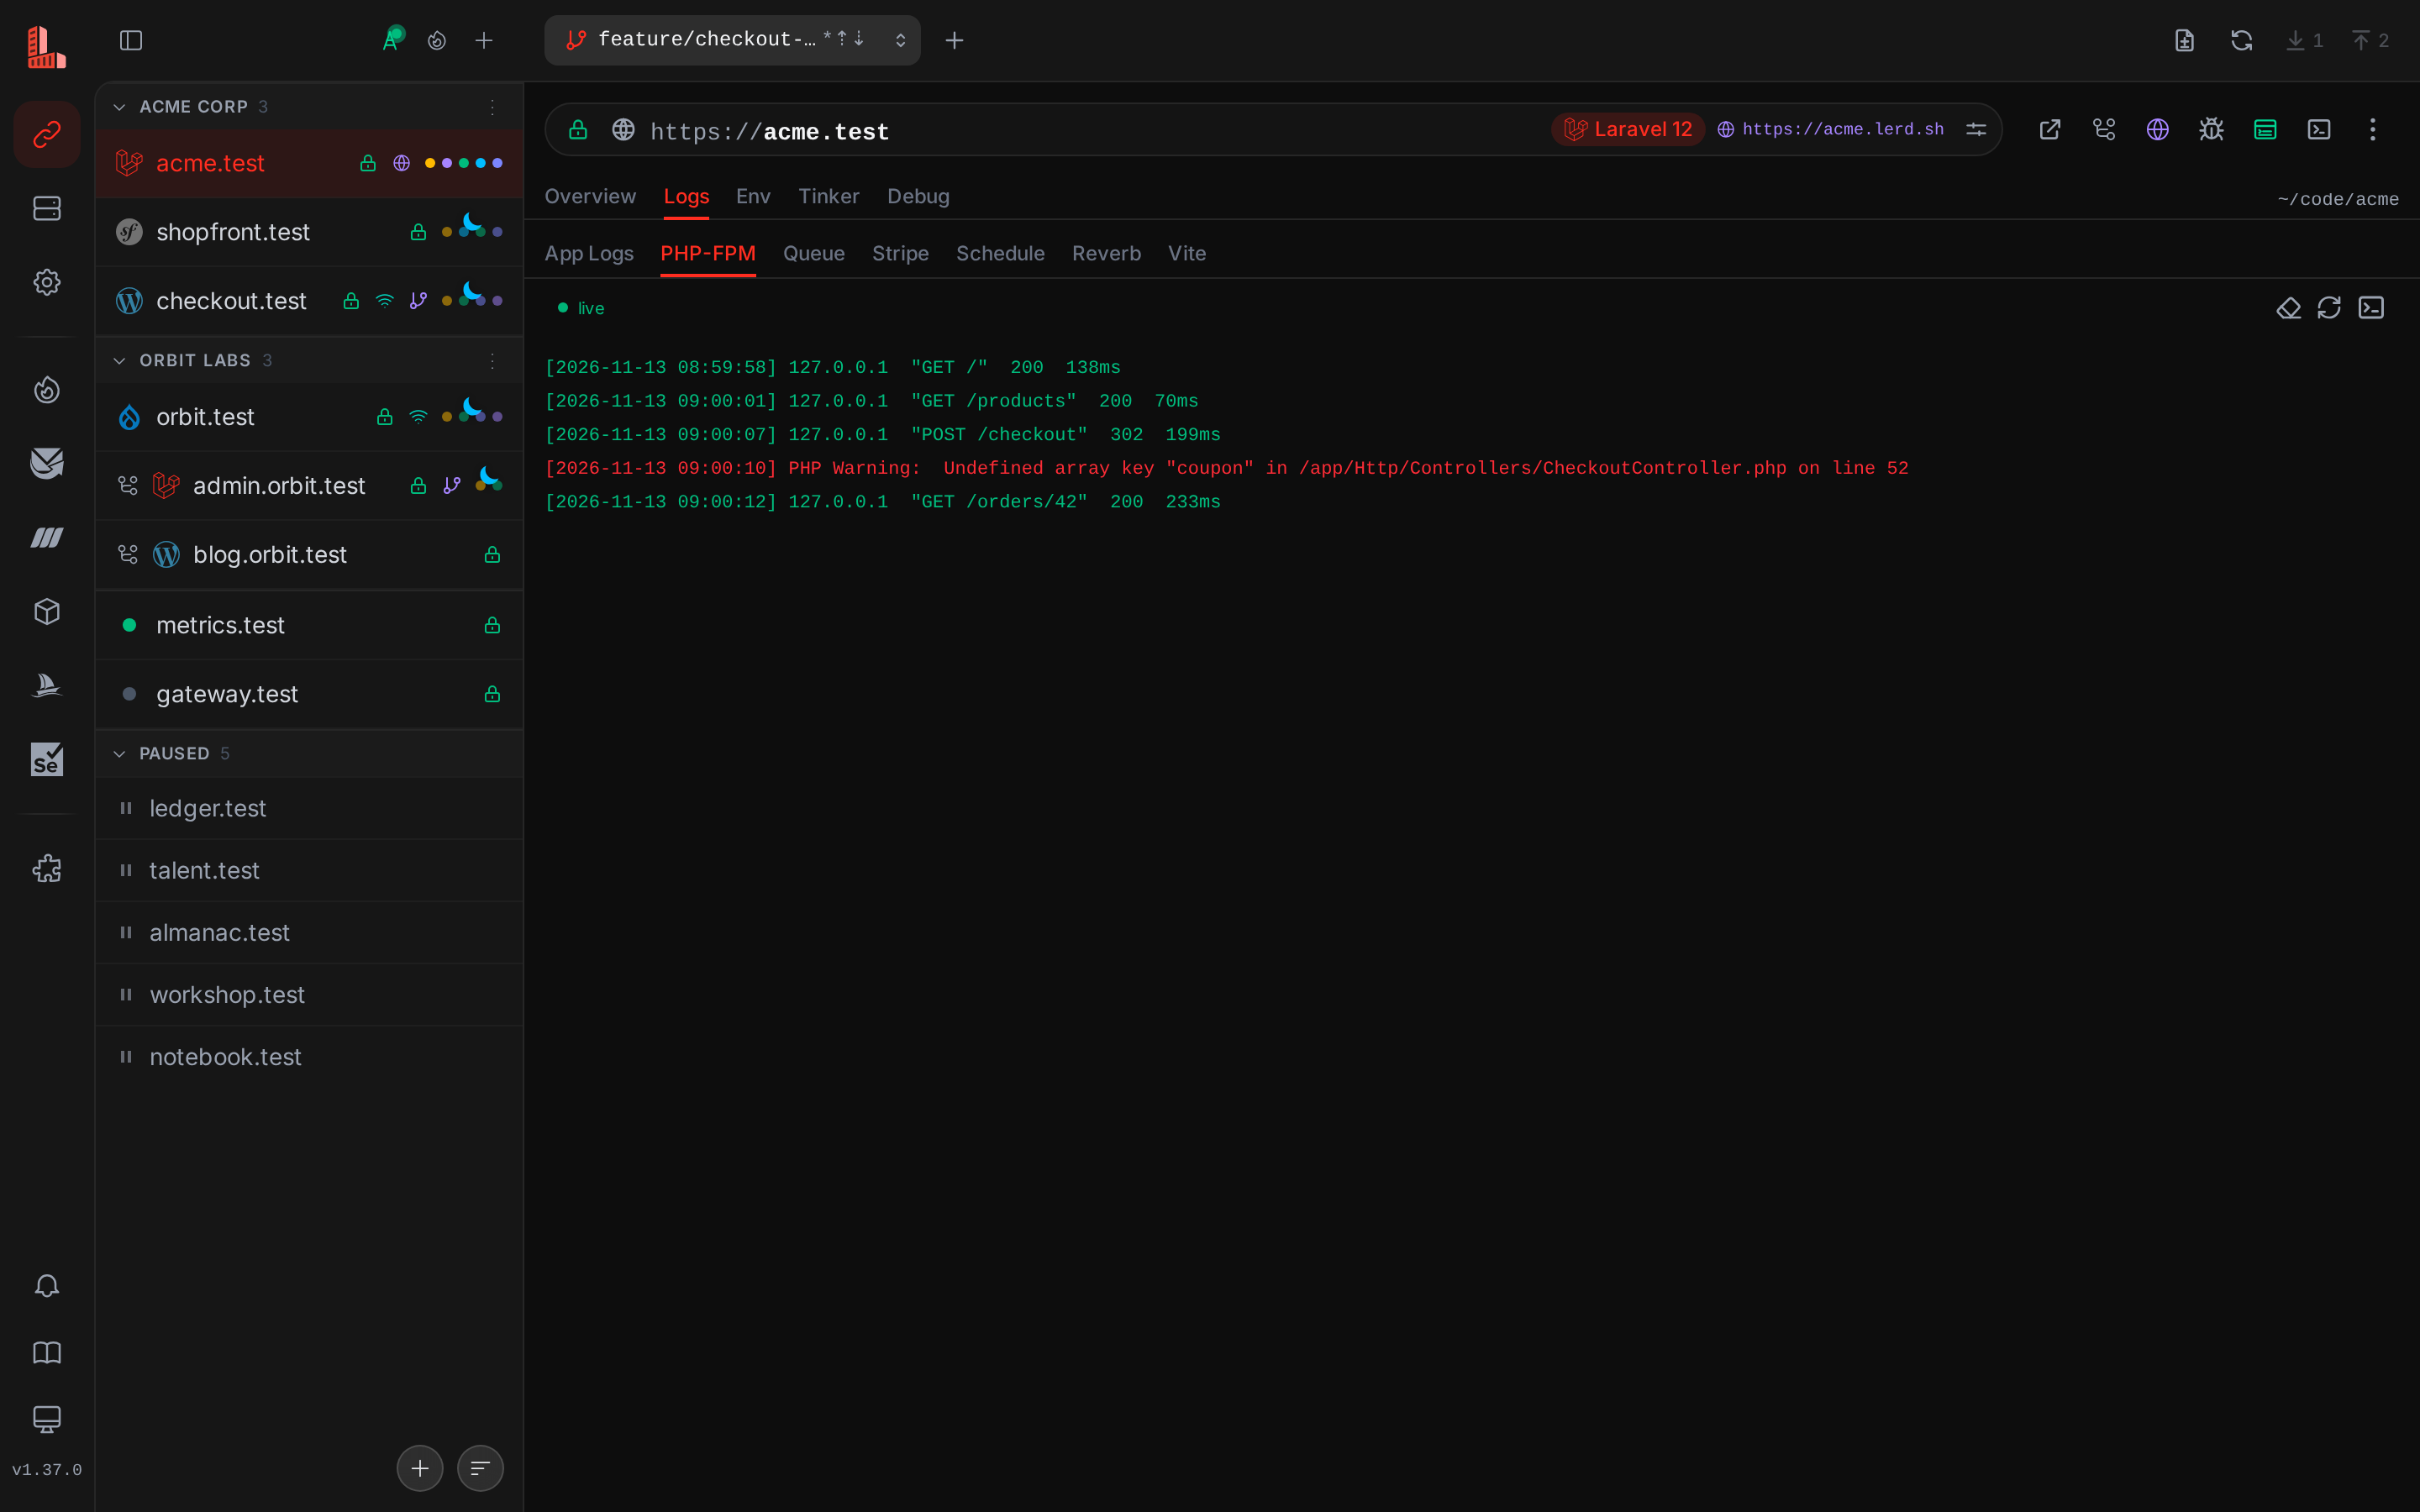 feature/checkout-… *⇡⇣
1
2
ACME CORP 3
acme.test
shopfront.test
checkout.test
ORBIT LABS 3
orbit.test
admin.orbit.test
blog.orbit.test
metrics.test
gateway.test
PAUSED 5
ledger.test
talent.test
almanac.test
workshop.test
notebook.test
Se
v1.37.0
https://acme.test
Laravel 12
https://acme.lerd.sh
Overview Logs Env Tinker Debug
~/code/acme
App Logs PHP-FPM Queue Stripe Schedule Reverb Vite
live
[2026-11-13 08:59:58] 127.0.0.1 "GET /" 200 138ms
[2026-11-13 09:00:01] 127.0.0.1 "GET /products" 200 70ms
[2026-11-13 09:00:07] 127.0.0.1 "POST /checkout" 302 199ms
[2026-11-13 09:00:10] PHP Warning: Undefined array key "coupon" in /app/Http/Controllers/CheckoutController.php on line 52
[2026-11-13 09:00:12] 127.0.0.1 "GET /orders/42" 200 233ms